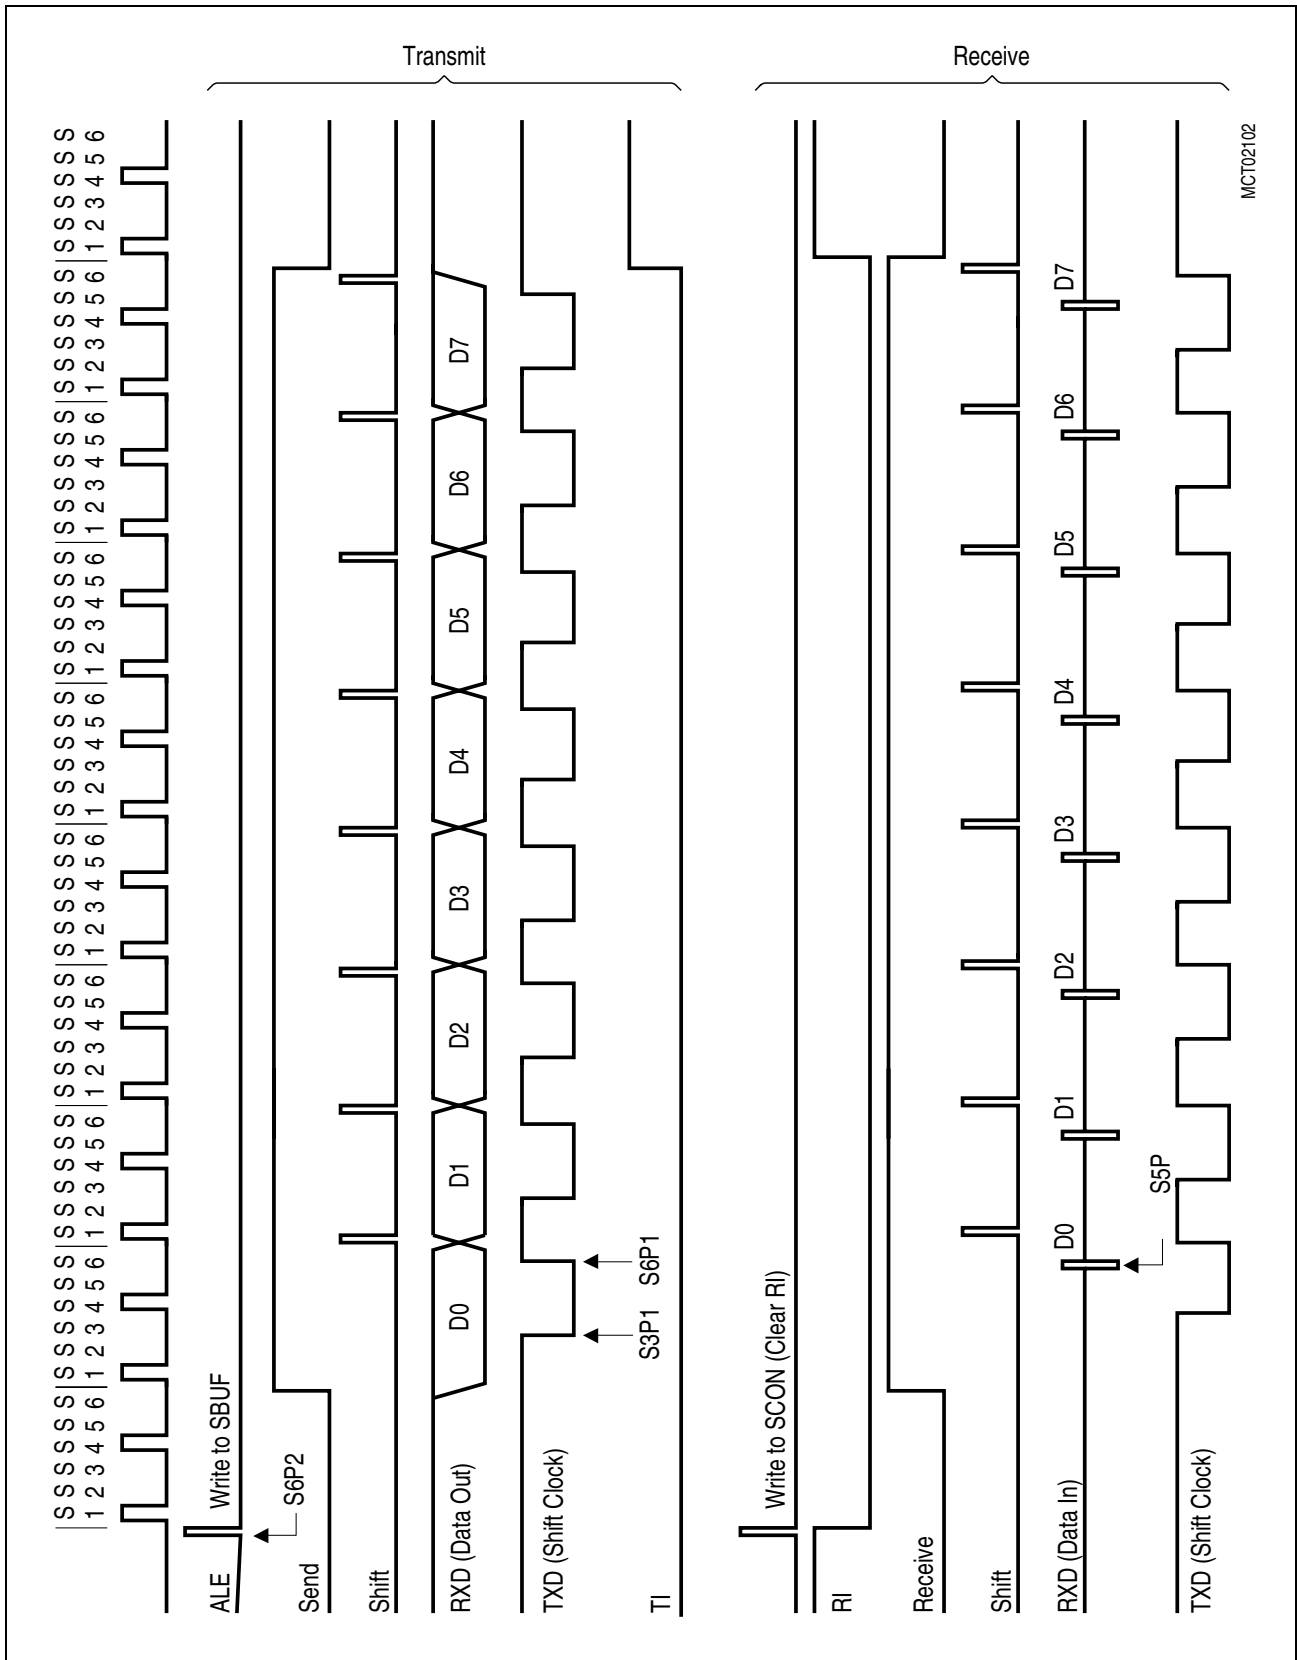 Transmit
S S S S S S S S S S S S S S S S S S S S S S S S S S S S S S S S S S S S S S S S S S S S S S S S S S S S S S S S S S S S
1 2 3 4 5 6 1 2 3 4 5 6 1 2 3 4 5 6 1 2 3 4 5 6 1 2 3 4 5 6 1 2 3 4 5 6 1 2 3 4 5 6 1 2 3 4 5 6 1 2 3 4 5 6 1 2 3 4 5 6
ALE
Write to SBUF
S6P2
Send
Shift
RXD (Data Out)
D0 D1 D2 D3 D4 D5 D6 D7
TXD (Shift Clock)
S3P1 S6P1
TI
Receive
Write to SCON (Clear RI)
RI
Receive
Shift
RXD (Data In)
D0 D1 D2 D3 D4 D5 D6 D7
S5P
TXD (Shift Clock)
MCT02102